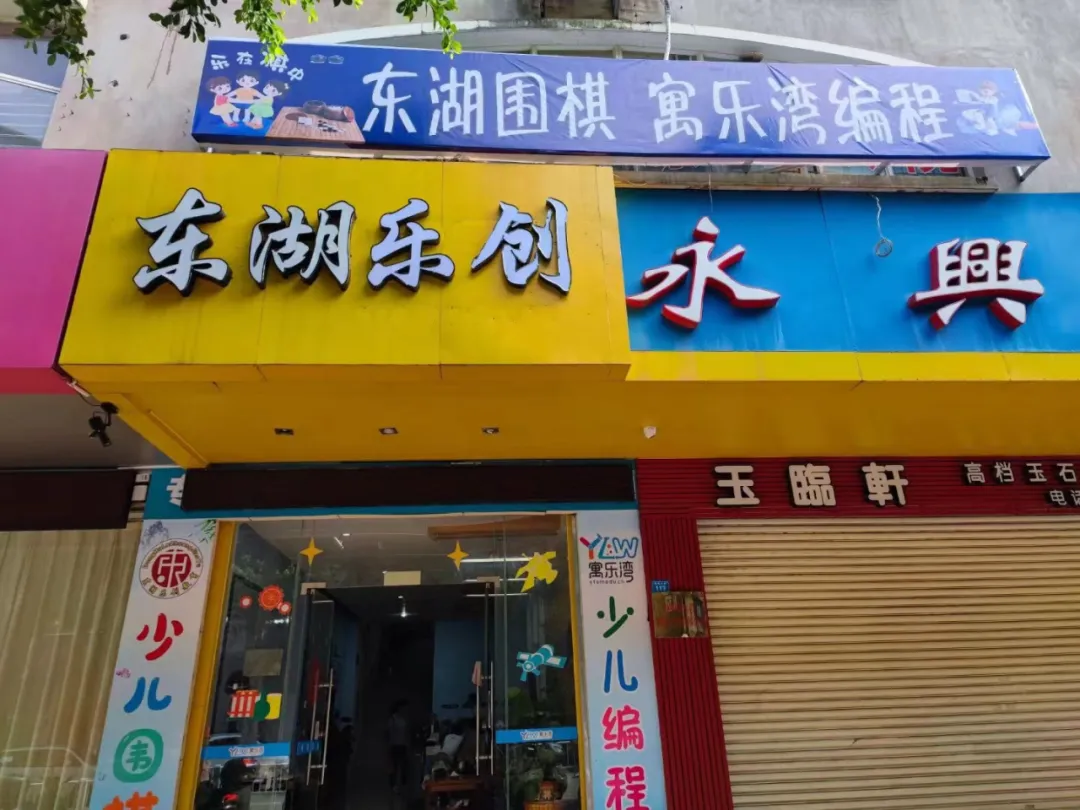 乐在棋中
东湖围棋 寓乐湾编程
东湖乐创
永興
玉臨軒
高档玉石
电话
少儿围棋
YLW
寓乐湾
少儿编程